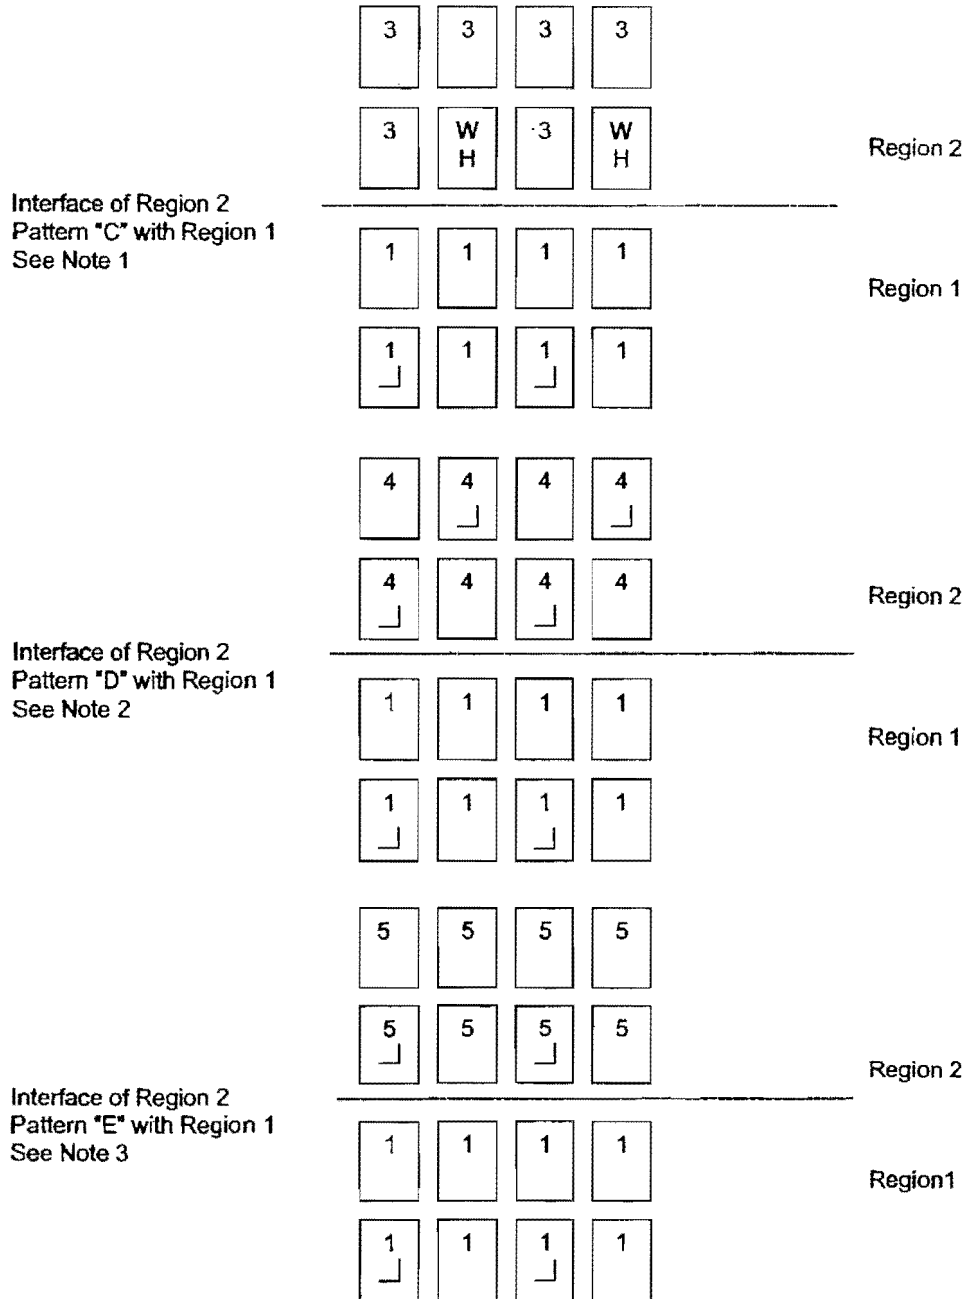 3 3 3 3
3 W H ·3 W H
Region 2
Interface of Region 2
Pattern "C" with Region 1
See Note 1
1 1 1 1
Region 1
1 1 1 1
4 4 4 4
4 4 4 4
Region 2
Interface of Region 2
Pattern "D" with Region 1
See Note 2
1 1 1 1
Region 1
1 1 1 1
5 5 5 5
5 5 5 5
Region 2
Interface of Region 2
Pattern "E" with Region 1
See Note 3
1 1 1 1
Region1
1 1 1 1